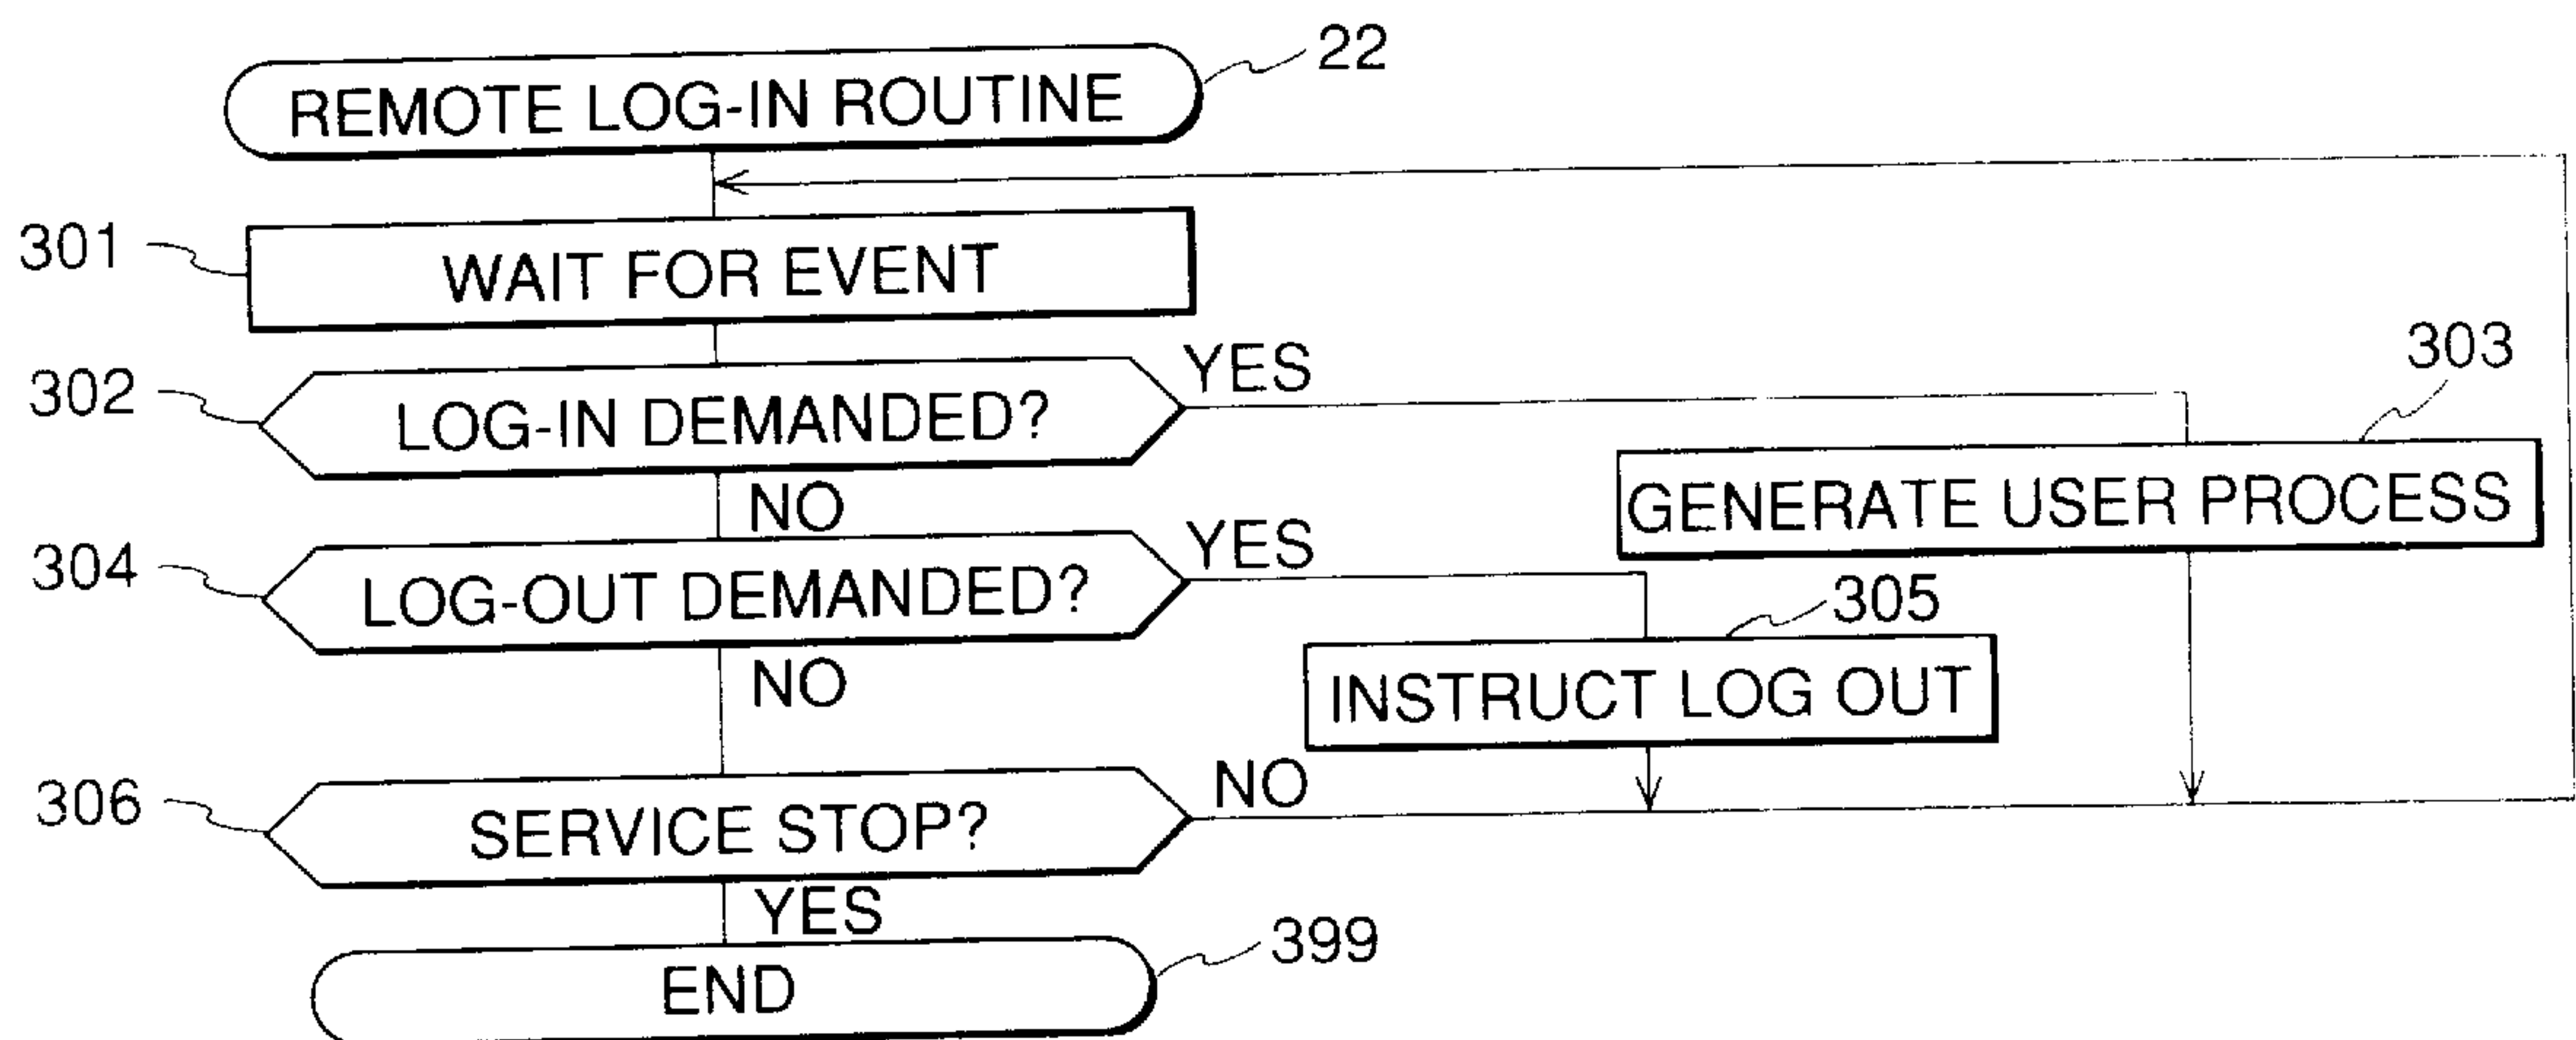 22
REMOTE LOG-IN ROUTINE
301
WAIT FOR EVENT
302
LOG-IN DEMANDED?
YES
303
GENERATE USER PROCESS
NO
304
LOG-OUT DEMANDED?
YES
305
INSTRUCT LOG OUT
NO
306
SERVICE STOP?
NO
YES
END
399